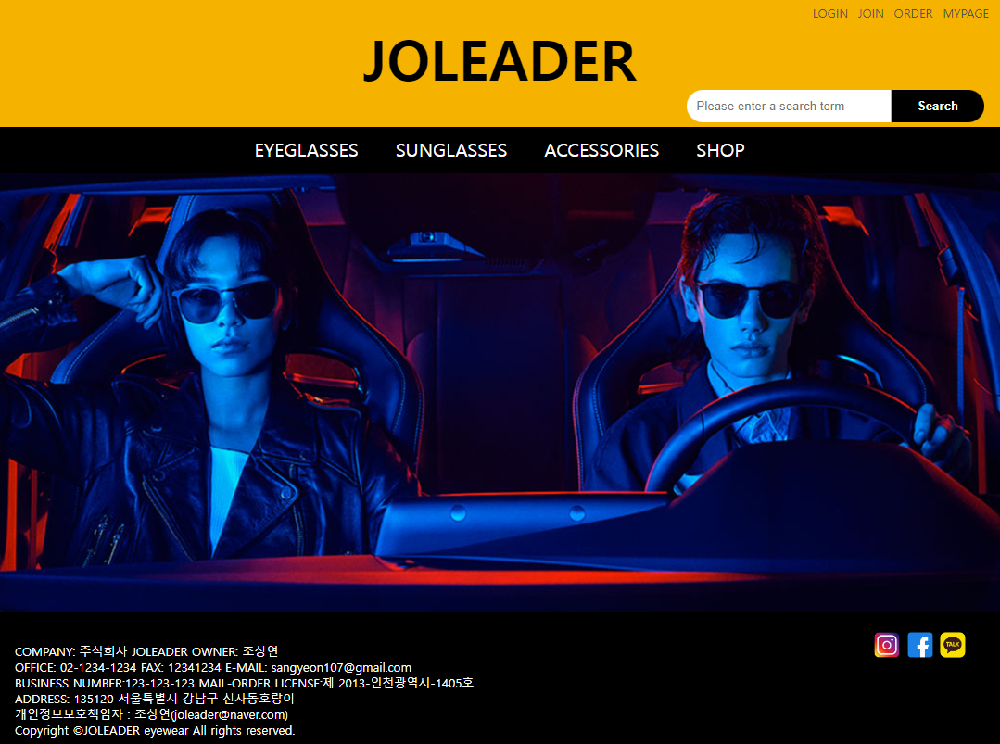 LOGIN JOIN ORDER MYPAGE
JOLEADER
Please enter a search term Search
EYEGLASSES SUNGLASSES ACCESSORIES SHOP
COMPANY: 주식회사 JOLEADER OWNER: 조상연
OFFICE: 02-1234-1234 FAX: 12341234 E-MAIL: sangyeon107@gmail.com
BUSINESS NUMBER:123-123-123 MAIL-ORDER LICENSE:제 2013-인천광역시-1405호
ADDRESS: 135120 서울특별시 강남구 신사동호랑이
개인정보보호책임자 : 조상연(joleader@naver.com)
Copyright ©JOLEADER eyewear All rights reserved.
TALK